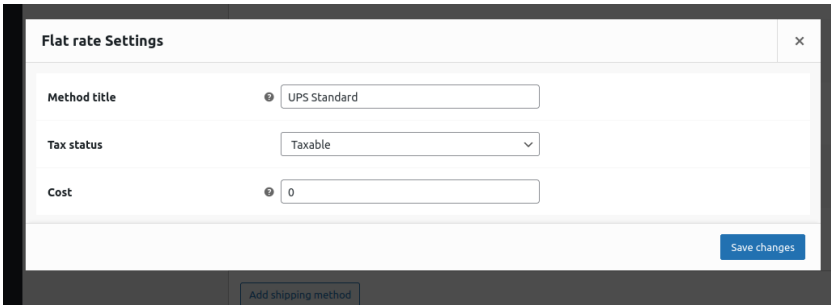 Flat rate Settings
Method title
UPS Standard
Tax status
Taxable
Cost
0
Save changes
Add shipping method